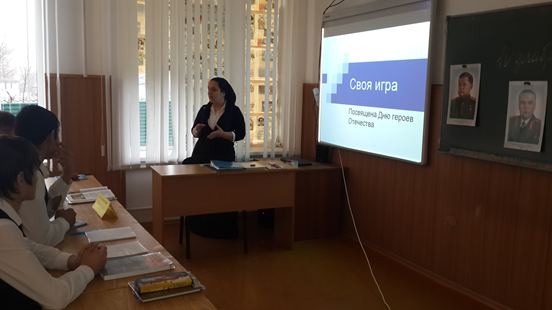 Своя игра
Посвящена Дню героев
Отечества